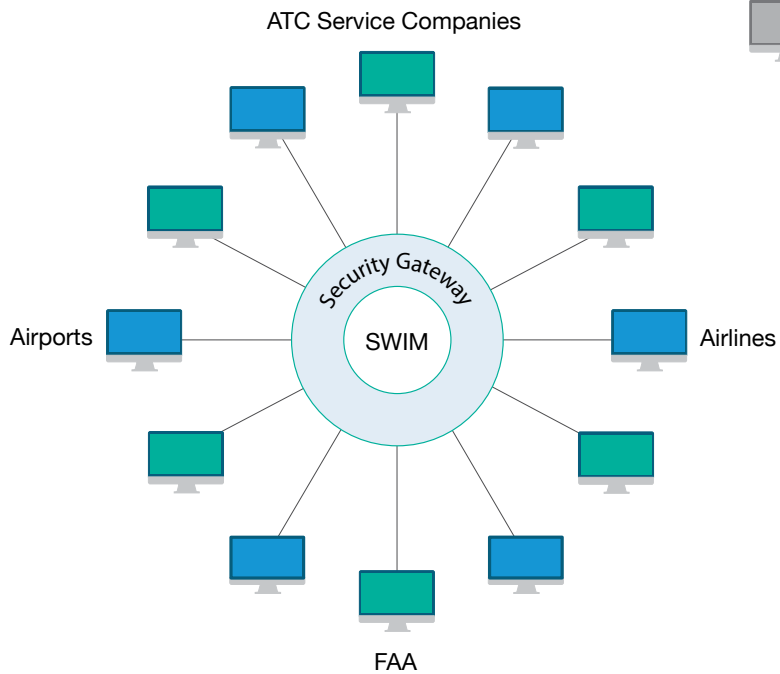 ATC Service Companies
Security Gateway
Airports
SWIM
Airlines
FAA